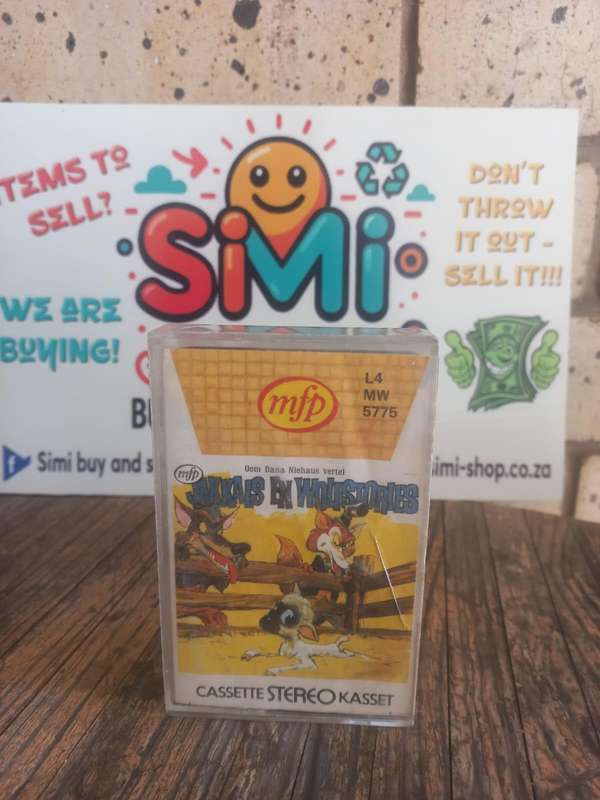 ITEMS TO
SELL?
SiMi
DON'T
THROW
IT OUT -
SELL IT!!!
WE ARE
BUYING!
f Simi buy and s
imi-shop.co.za
mfp
L4
MW
5775
mfp
Oom Dana Niehaus vertel
JAKKALS EN WOLFSTORIES
CASSETTE STEREO KASSET